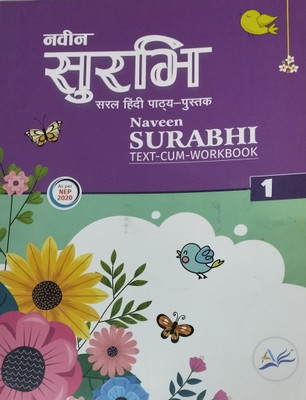 नवीन
सुरभि
सरल हिंदी पाठ्य-पुस्तक
Naveen
SURABHI
TEXT-CUM-WORKBOOK
1
As per
NEP
2020